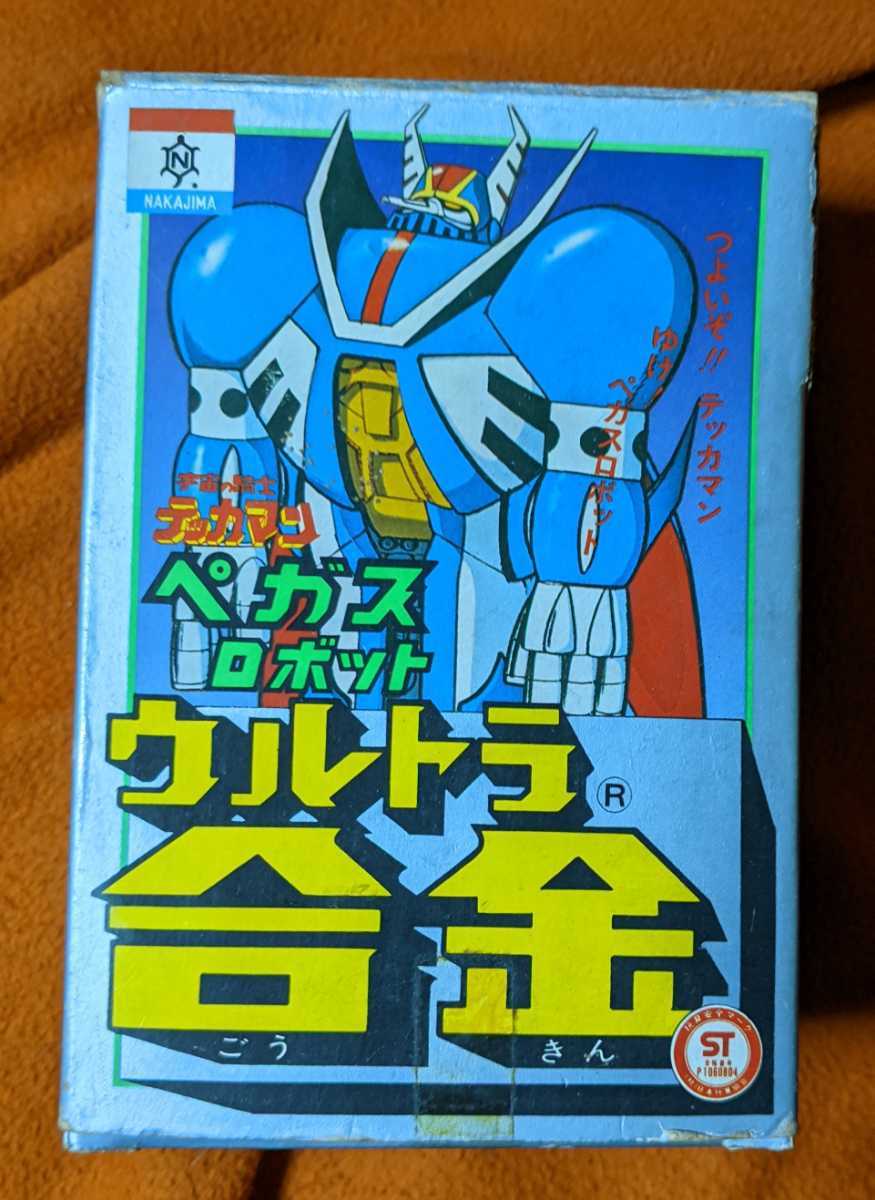 N
NAKAJIMA
つよいぞ!! テッカマン
ゆけ!
ペガスロボット
宇宙の騎士
テッカマン
ペガス
ロボット
ウルトラ
®
合金
ごう きん
ST
P1060804